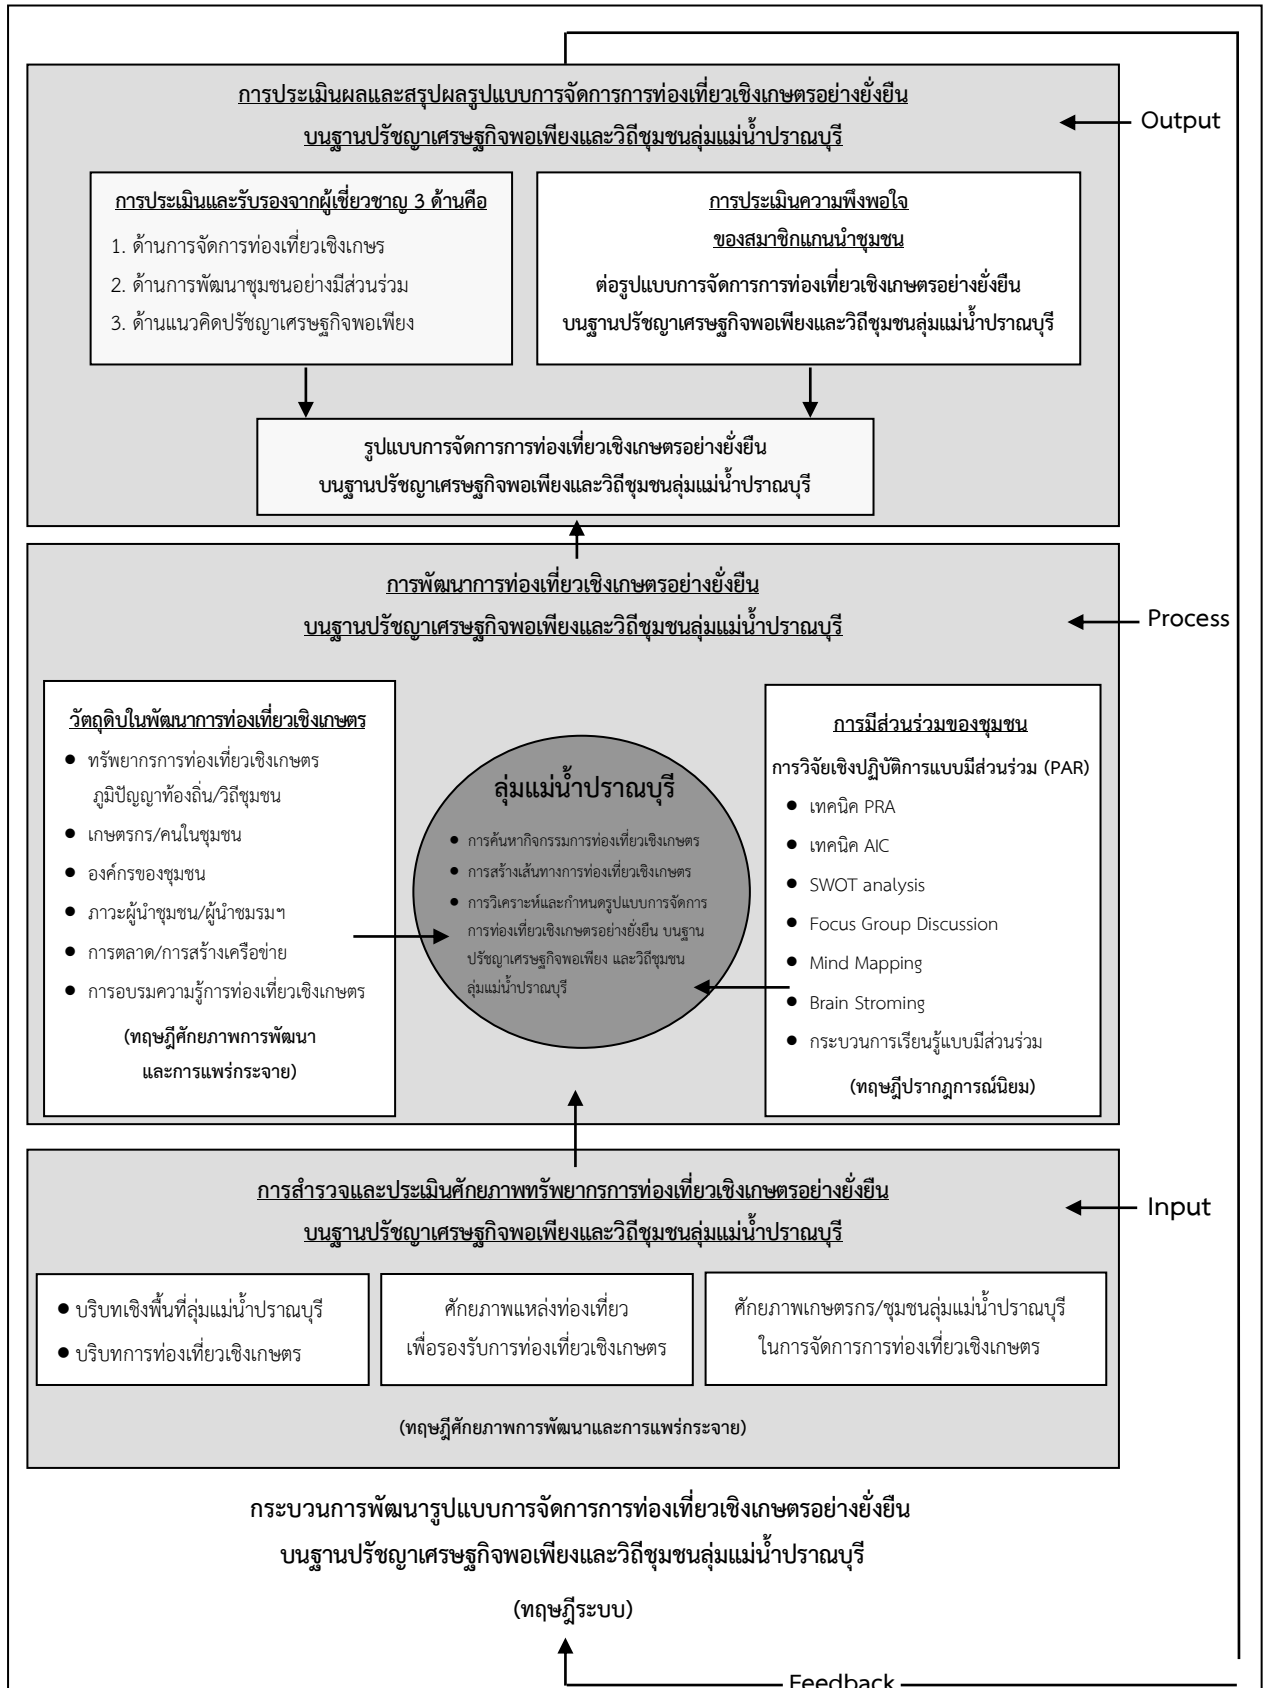 การประเมินผลและสรุปผลรูปแบบการจัดการการท่องเที่ยวเชิงเกษตรอย่างยั่งยืน
บนฐานปรัชญาเศรษฐกิจพอเพียงและวิถีชุมชนลุ่มแม่น้ำปราณบุรี
Output
การประเมินและรับรองจากผู้เชี่ยวชาญ 3 ด้านคือ
1. ด้านการจัดการท่องเที่ยวเชิงเกษร
2. ด้านการพัฒนาชุมชนอย่างมีส่วนร่วม
3. ด้านแนวคิดปรัชญาเศรษฐกิจพอเพียง
การประเมินความพึงพอใจ
ของสมาชิกแกนนำชุมชน
ต่อรูปแบบการจัดการการท่องเที่ยวเชิงเกษตรอย่างยั่งยืน
บนฐานปรัชญาเศรษฐกิจพอเพียงและวิถีชุมชนลุ่มแม่น้ำปราณบุรี
รูปแบบการจัดการการท่องเที่ยวเชิงเกษตรอย่างยั่งยืน
บนฐานปรัชญาเศรษฐกิจพอเพียงและวิถีชุมชนลุ่มแม่น้ำปราณบุรี
การพัฒนาการท่องเที่ยวเชิงเกษตรอย่างยั่งยืน
บนฐานปรัชญาเศรษฐกิจพอเพียงและวิถีชุมชนลุ่มแม่น้ำปราณบุรี
Process
วัตถุดิบในพัฒนาการท่องเที่ยวเชิงเกษตร
● ทรัพยากรการท่องเที่ยวเชิงเกษตร
ภูมิปัญญาท้องถิ่น/วิถีชุมชน
● เกษตรกร/คนในชุมชน
● องค์กรของชุมชน
● ภาวะผู้นำชุมชน/ผู้นำชมรมฯ
● การตลาด/การสร้างเครือข่าย
● การอบรมความรู้การท่องเที่ยวเชิงเกษตร
(ทฤษฎีศักยภาพการพัฒนา
และการแพร่กระจาย)
ลุ่มแม่น้ำปราณบุรี
● การค้นหากิจกรรมการท่องเที่ยวเชิงเกษตร
● การสร้างเส้นทางการท่องเที่ยวเชิงเกษตร
● การวิเคราะห์และกำหนดรูปแบบการจัดการ
การท่องเที่ยวเชิงเกษตรอย่างยั่งยืน บนฐาน
ปรัชญาเศรษฐกิจพอเพียง และวิถีชุมชน
ลุ่มแม่น้ำปราณบุรี
การมีส่วนร่วมของชุมชน
การวิจัยเชิงปฏิบัติการแบบมีส่วนร่วม (PAR)
● เทคนิค PRA
● เทคนิค AIC
● SWOT analysis
● Focus Group Discussion
● Mind Mapping
● Brain Stroming
● กระบวนการเรียนรู้แบบมีส่วนร่วม
(ทฤษฎีปรากฎการณ์นิยม)
การสำรวจและประเมินศักยภาพทรัพยากรการท่องเที่ยวเชิงเกษตรอย่างยั่งยืน
บนฐานปรัชญาเศรษฐกิจพอเพียงและวิถีชุมชนลุ่มแม่น้ำปราณบุรี
Input
● บริบทเชิงพื้นที่ลุ่มแม่น้ำปราณบุรี
● บริบทการท่องเที่ยวเชิงเกษตร
ศักยภาพแหล่งท่องเที่ยว
เพื่อรองรับการท่องเที่ยวเชิงเกษตร
ศักยภาพเกษตรกร/ชุมชนลุ่มแม่น้ำปราณบุรี
ในการจัดการการท่องเที่ยวเชิงเกษตร
(ทฤษฎีศักยภาพการพัฒนาและการแพร่กระจาย)
กระบวนการพัฒนารูปแบบการจัดการการท่องเที่ยวเชิงเกษตรอย่างยั่งยืน
บนฐานปรัชญาเศรษฐกิจพอเพียงและวิถีชุมชนลุ่มแม่น้ำปราณบุรี
(ทฤษฎีระบบ)
Feedback